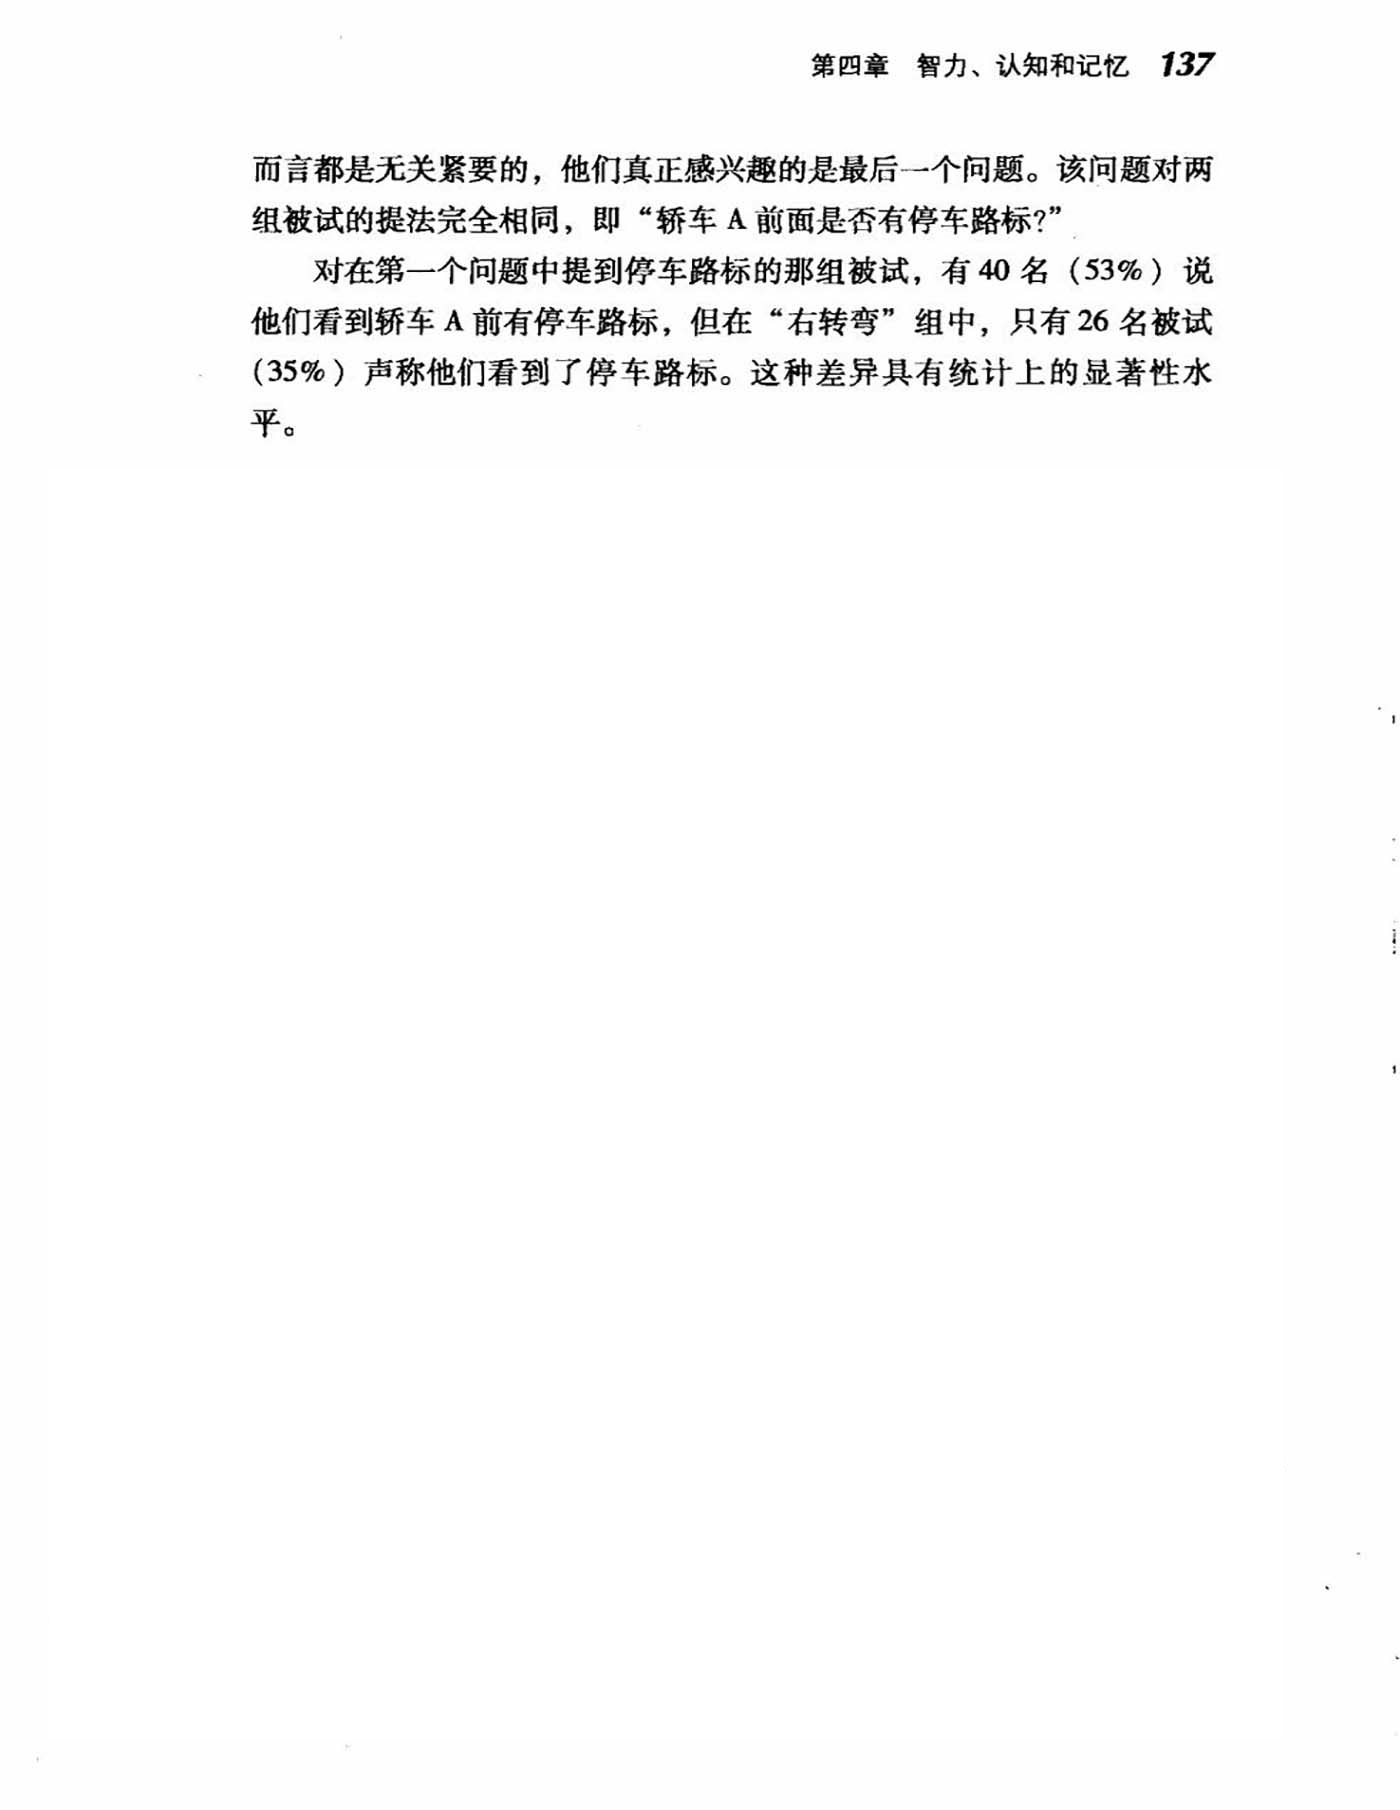 第四章 智力、认知和记忆 137
而言都是无关紧要的，他们真正感兴趣的是最后一个问题。该问题对两
组被试的提法完全相同，即“轿车 A 前面是否有停车路标?”
对在第一个问题中提到停车路标的那组被试，有 40 名（53%）说
他们看到轿车 A 前有停车路标，但在“右转弯”组中，只有 26 名被试
（35%）声称他们看到了停车路标。这种差异具有统计上的显著性水
平。